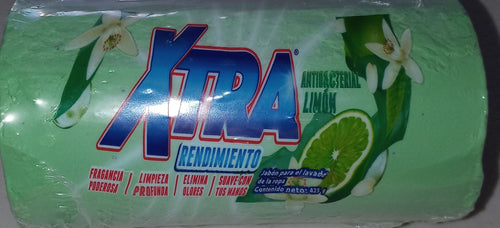 XTRA®
RENDIMIENTO
ANTIBACTERIAL
LIMÓN
FRAGANCIA
PODEROSA
LIMPIEZA
PROFUNDA
ELIMINA
OLORES
SUAVE CON
TUS MANOS
Jabón para el lavado
de la ropa
Contenido neto: 425